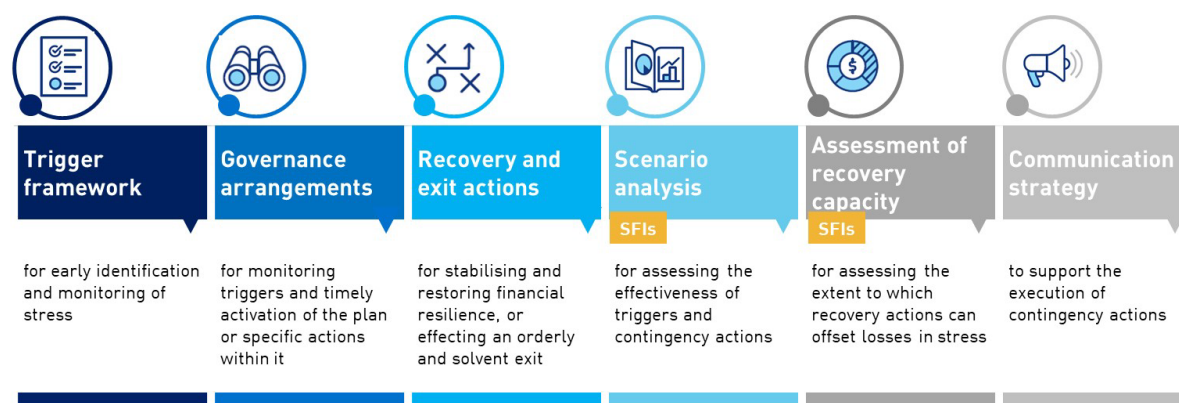 $
Trigger
framework
Governance
arrangements
Recovery and
exit actions
Scenario
analysis
Assessment of
recovery
capacity
Communication
strategy
SFIs
SFIs
for early identification
and monitoring of
stress
for monitoring
triggers and timely
activation of the plan
or specific actions
within it
for stabilising and
restoring financial
resilience, or
effecting an orderly
and solvent exit
for assessing the
effectiveness of
triggers and
contingency actions
for assessing the
extent to which
recovery actions can
offset losses in stress
to support the
execution of
contingency actions